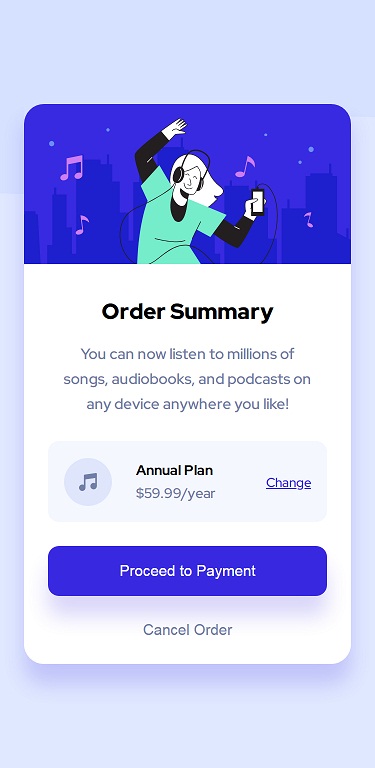 Order Summary
You can now listen to millions of
songs, audiobooks, and podcasts on
any device anywhere you like!
Annual Plan
$59.99/year
Change
Proceed to Payment
Cancel Order